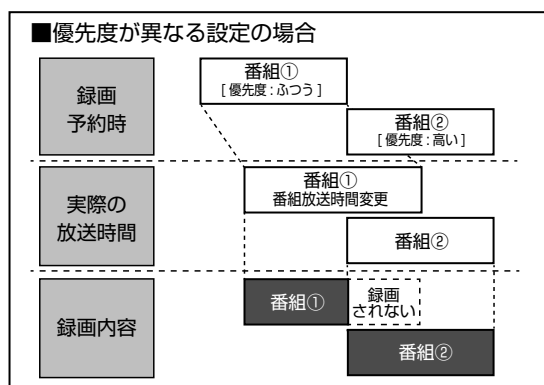 ■優先度が異なる設定の場合
録画
予約時
番組①
[ 優先度 : ふつう ]
番組②
[ 優先度 : 高い ]
実際の
放送時間
番組①
番組放送時間変更
番組②
録画内容
番組①
録画
されない
番組②